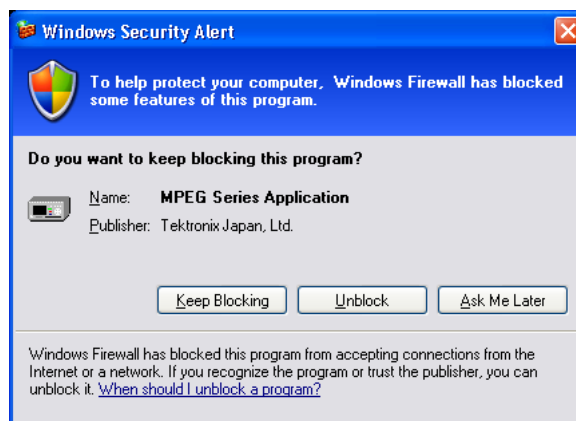 Windows Security Alert
To help protect your computer, Windows Firewall has blocked
some features of this program.
Do you want to keep blocking this program?
Name: MPEG Series Application
Publisher: Tektronix Japan, Ltd.
Keep Blocking Unblock Ask Me Later
Windows Firewall has blocked this program from accepting connections from the
Internet or a network. If you recognize the program or trust the publisher, you can
unblock it. When should I unblock a program?